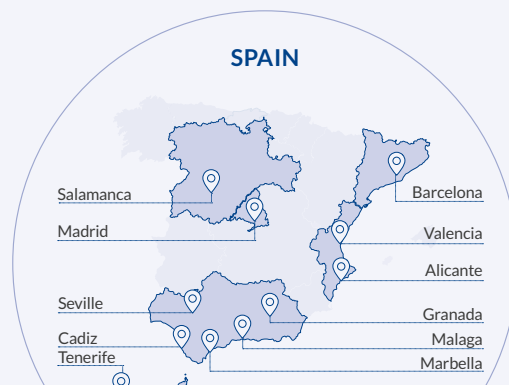 SPAIN
Salamanca
Madrid
Barcelona
Valencia
Alicante
Seville
Cadiz
Tenerife
Granada
Malaga
Marbella